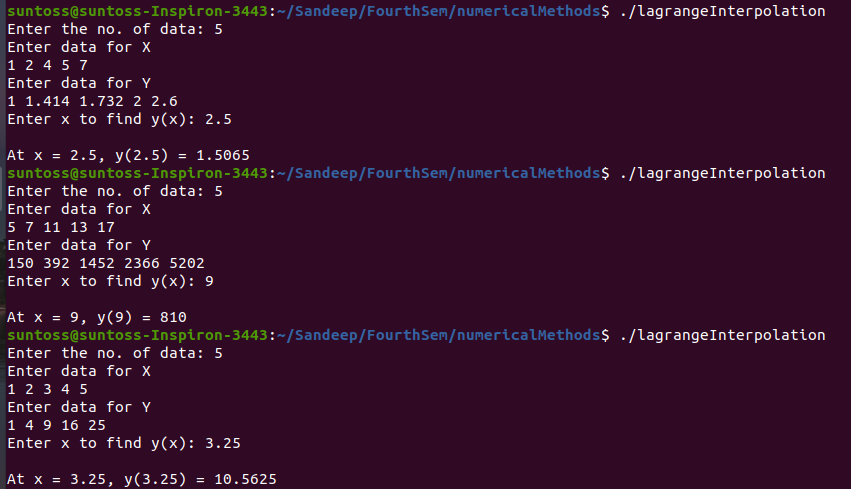 suntoss@suntoss-Inspiron-3443:~/Sandeep/FourthSem/numericalMethods$ ./lagrangeInterpolation
Enter the no. of data: 5
Enter data for X
1 2 4 5 7
Enter data for Y
1 1.414 1.732 2 2.6
Enter x to find y(x): 2.5
At x = 2.5, y(2.5) = 1.5065
suntoss@suntoss-Inspiron-3443:~/Sandeep/FourthSem/numericalMethods$ ./lagrangeInterpolation
Enter the no. of data: 5
Enter data for X
5 7 11 13 17
Enter data for Y
150 392 1452 2366 5202
Enter x to find y(x): 9
At x = 9, y(9) = 810
suntoss@suntoss-Inspiron-3443:~/Sandeep/FourthSem/numericalMethods$ ./lagrangeInterpolation
Enter the no. of data: 5
Enter data for X
1 2 3 4 5
Enter data for Y
1 4 9 16 25
Enter x to find y(x): 3.25
At x = 3.25, y(3.25) = 10.5625